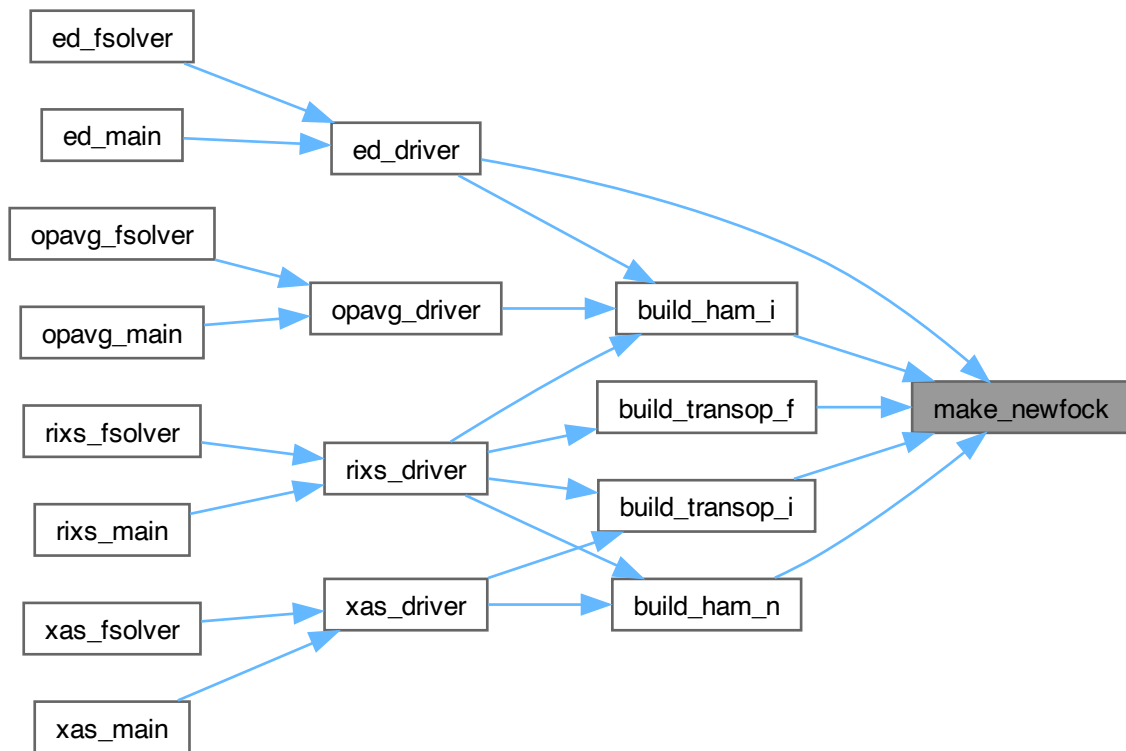 ed_fsolver
ed_main
ed_driver
opavg_fsolver
opavg_main
opavg_driver
build_ham_i
build_transop_f
make_newfock
rixs_fsolver
rixs_driver
build_transop_i
rixs_main
xas_driver
build_ham_n
xas_fsolver
xas_main